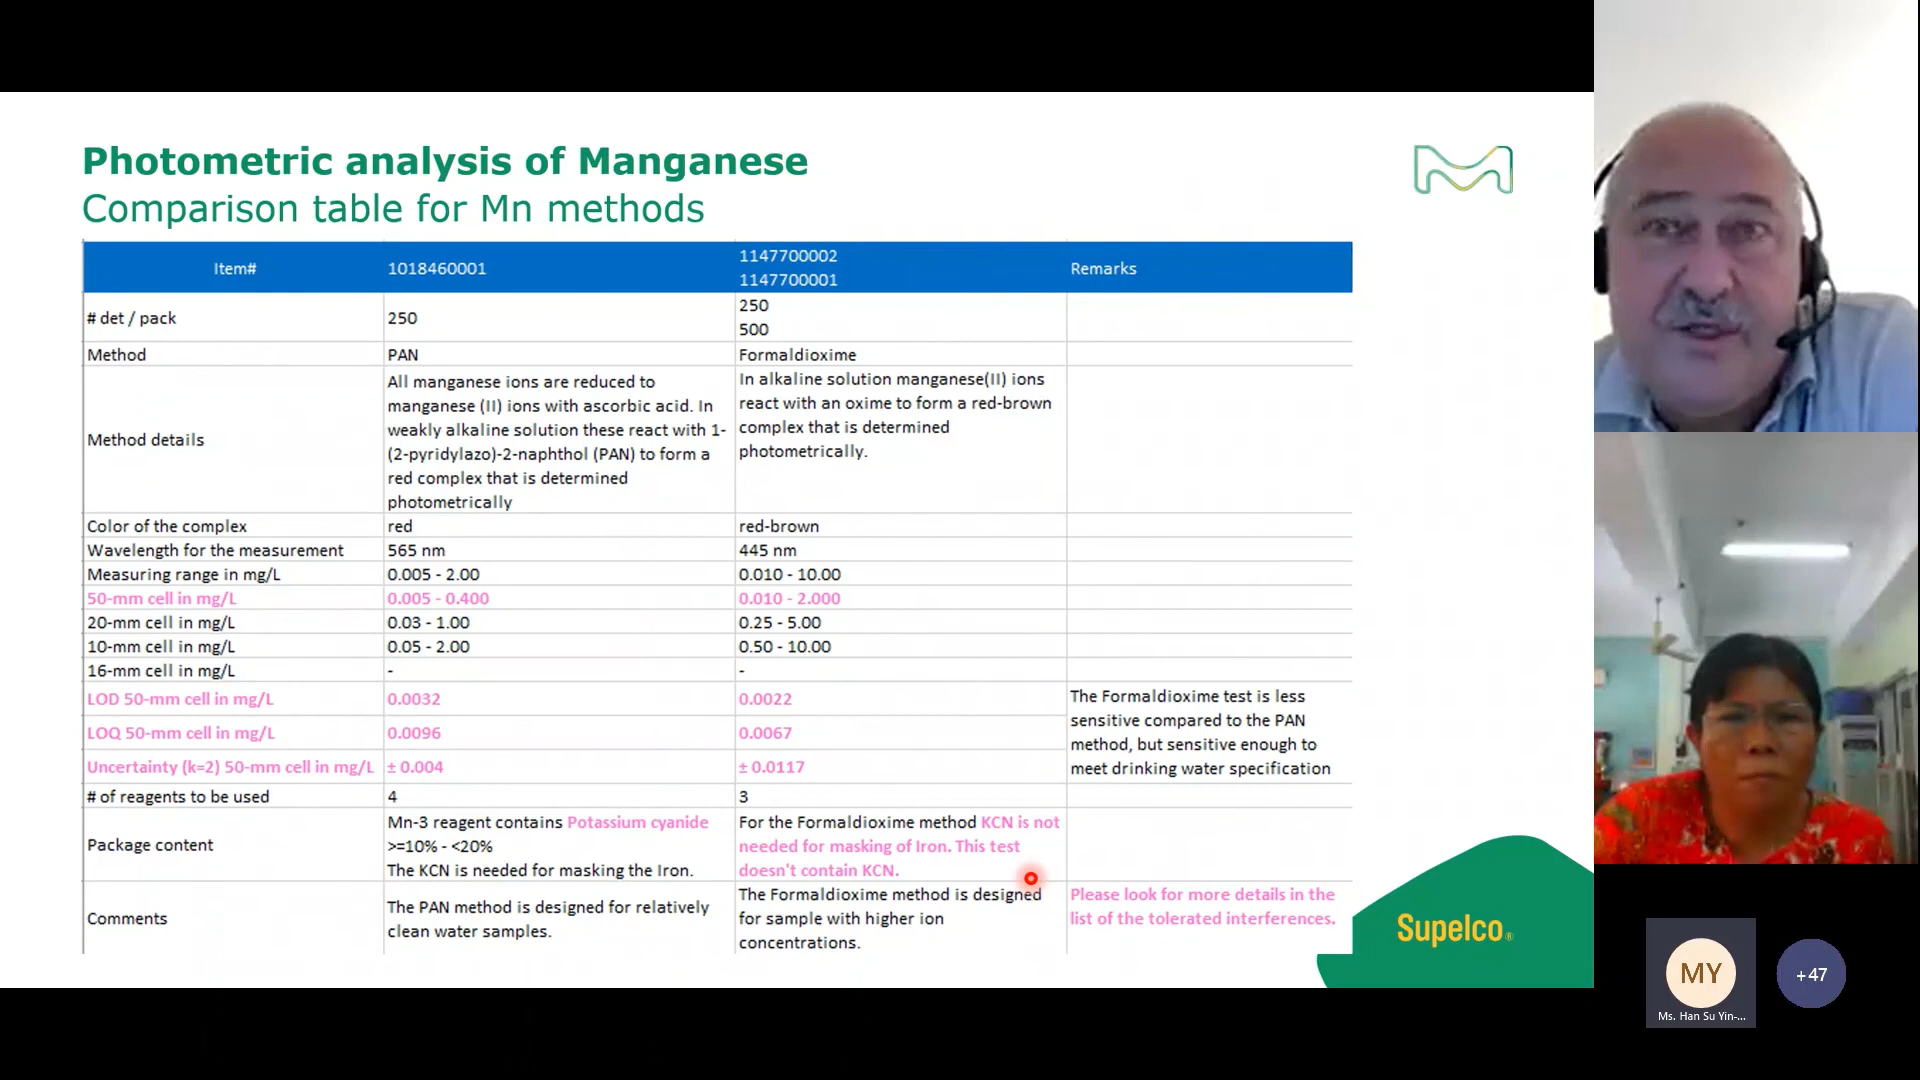 Photometric analysis of Manganese
Comparison table for Mn methods
Item#
1018460001
1147700002
1147700001
Remarks
# det / pack
250
250
500
Method
PAN
Formaldioxime
Method details
All manganese ions are reduced to
manganese (II) ions with ascorbic acid. In
weakly alkaline solution these react with 1-
(2-pyridylazo)-2-naphthol (PAN) to form a
red complex that is determined
photometrically
In alkaline solution manganese(II) ions
react with an oxime to form a red-brown
complex that is determined
photometrically.
Color of the complex
red
red-brown
Wavelength for the measurement
565 nm
445 nm
Measuring range in mg/L
0.005 - 2.00
0.010 - 10.00
50-mm cell in mg/L
0.005 - 0.400
0.010 - 2.000
20-mm cell in mg/L
0.03 - 1.00
0.25 - 5.00
10-mm cell in mg/L
0.05 - 2.00
0.50 - 10.00
16-mm cell in mg/L
-
-
LOD 50-mm cell in mg/L
0.0032
0.0022
LOQ 50-mm cell in mg/L
0.0096
0.0067
Uncertainty (k=2) 50-mm cell in mg/L
± 0.004
± 0.0117
The Formaldioxime test is less
sensitive compared to the PAN
method, but sensitive enough to
meet drinking water specification
# of reagents to be used
4
3
Package content
Mn-3 reagent contains Potassium cyanide
>=10% - <20%
The KCN is needed for masking the Iron.
For the Formaldioxime method KCN is not
needed for masking of Iron. This test
doesn't contain KCN.
Comments
The PAN method is designed for relatively
clean water samples.
The Formaldioxime method is designed
for sample with higher ion
concentrations.
Please look for more details in the
list of the tolerated interferences.
Supelco®
MY
Ms. Han Su Yin-...
+47